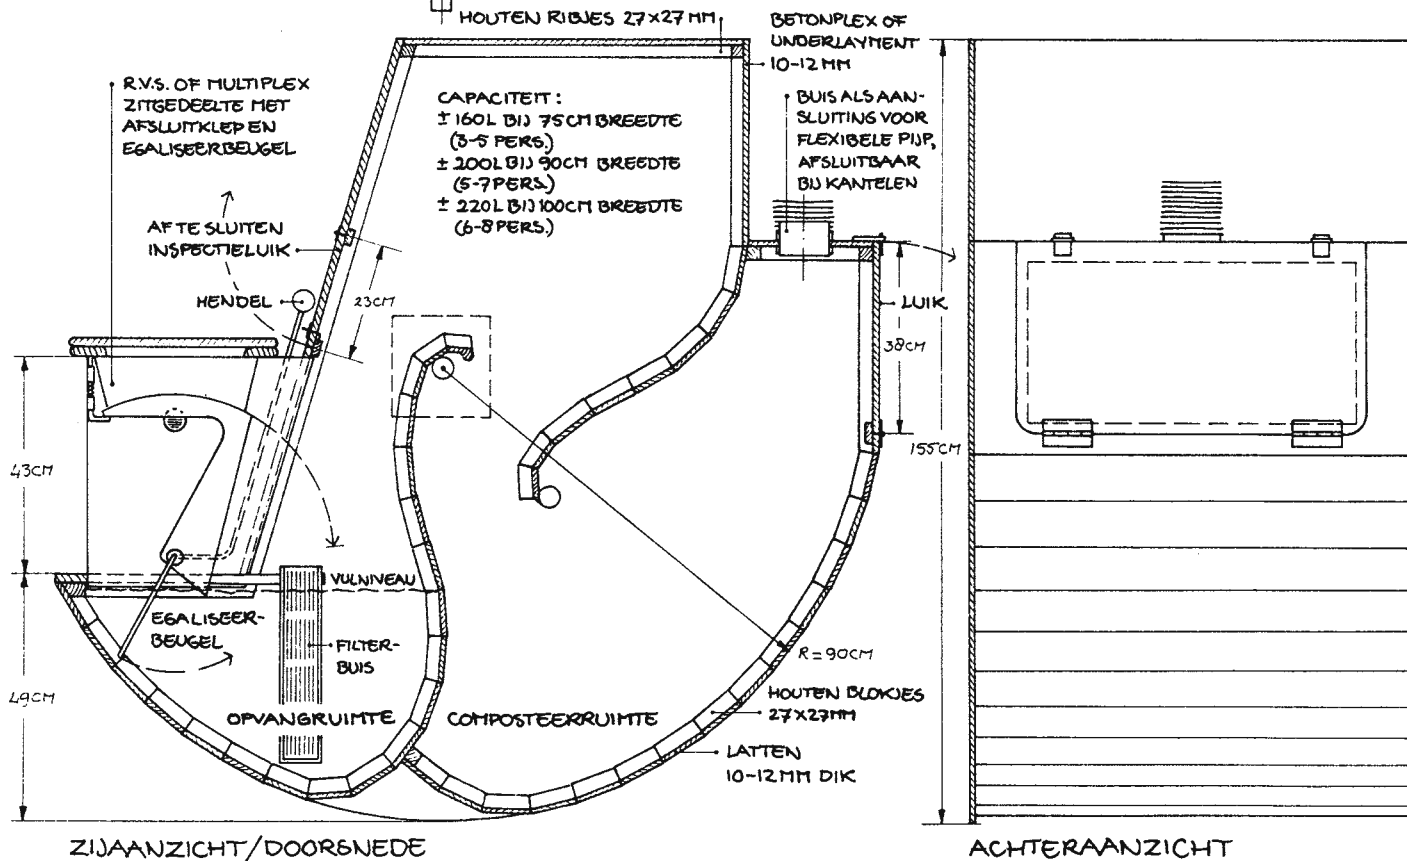 HOUTEN RIBJES 27×27MM
BETONPLEX OF
UNDERLAYMENT
10-12MM
R.V.S. OF MULTIPLEX
ZITGEDEELTE MET
AFSLUITKLEP EN
EGALISEERBEUGEL
CAPACITEIT:
± 160L BIJ 75CM BREEDTE
(3-5 PERS.)
± 200L BIJ 90CM BREEDTE
(5-7 PERS.)
± 220L BIJ 100CM BREEDTE
(6-8 PERS.)
BUIS ALS AAN-
SLUITING VOOR
FLEXIBELE PIJP,
AFSLUITBAAR
BIJ KANTELEN
AF TE SLUITEN
INSPECTIELUIK
HENDEL
23CM
LUIK
38CM
155CM
43CM
VULNIVEAU
EGALISEER-
BEUGEL
FILTER-
BUIS
R=90CM
49CM
OPVANGRUIMTE
COMPOSTEERRUIMTE
HOUTEN BLOKJES
27×27MM
LATTEN
10-12MM DIK
ZIJAANZICHT/DOORSNEDE
ACHTERAANZICHT